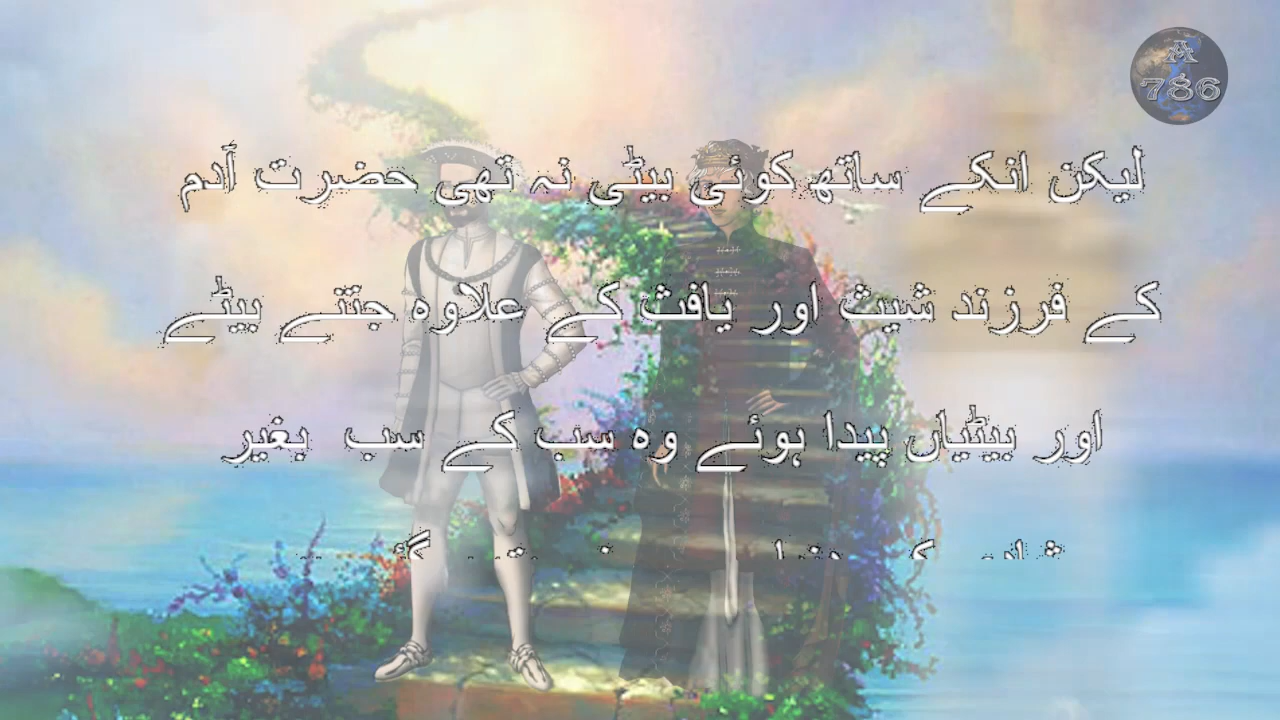 A
786
لیکن انکے ساتھ کوئی بیٹی نہ تھی حضرت آدم
کے فرزند شیث اور یافث کے علاوہ جتنے بیٹے
اور بیٹیاں پیدا ہوئے وہ سب کے سب بغیر